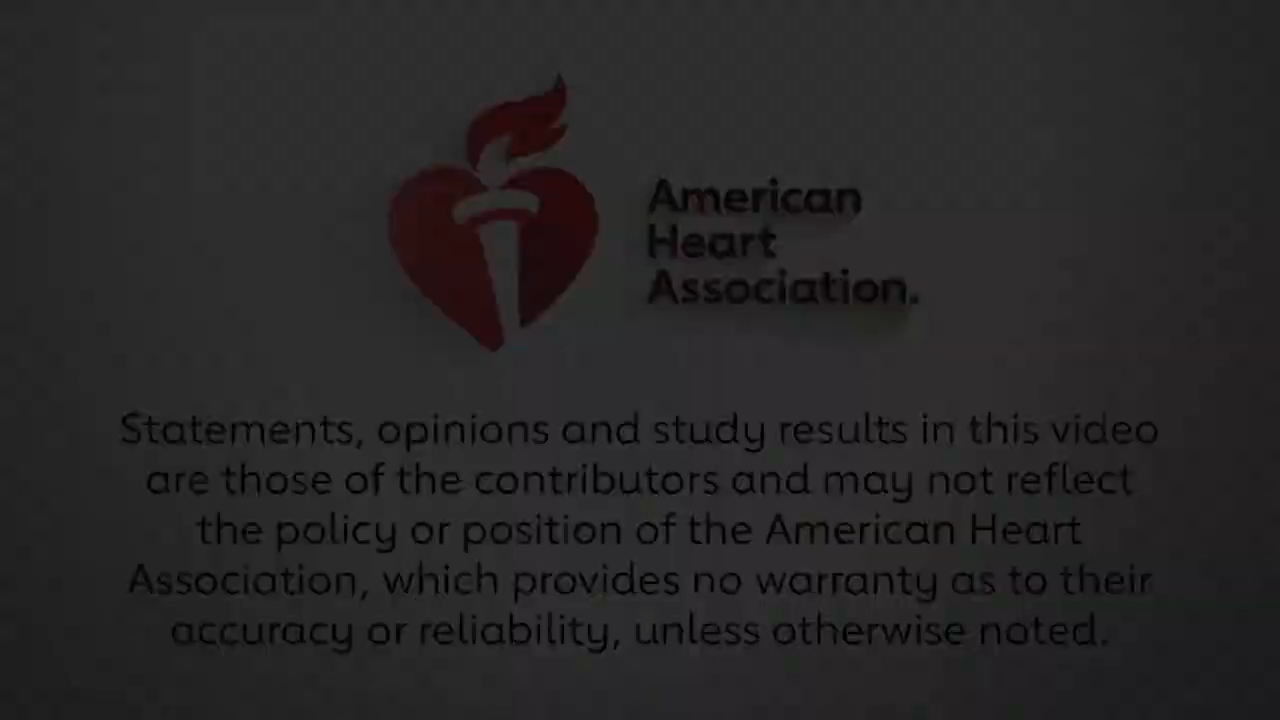 American
Heart
Association.
Statements, opinions and study results in this video
are those of the contributors and may not reflect
the policy or position of the American Heart
Association, which provides no warranty as to their
accuracy or reliability, unless otherwise noted.